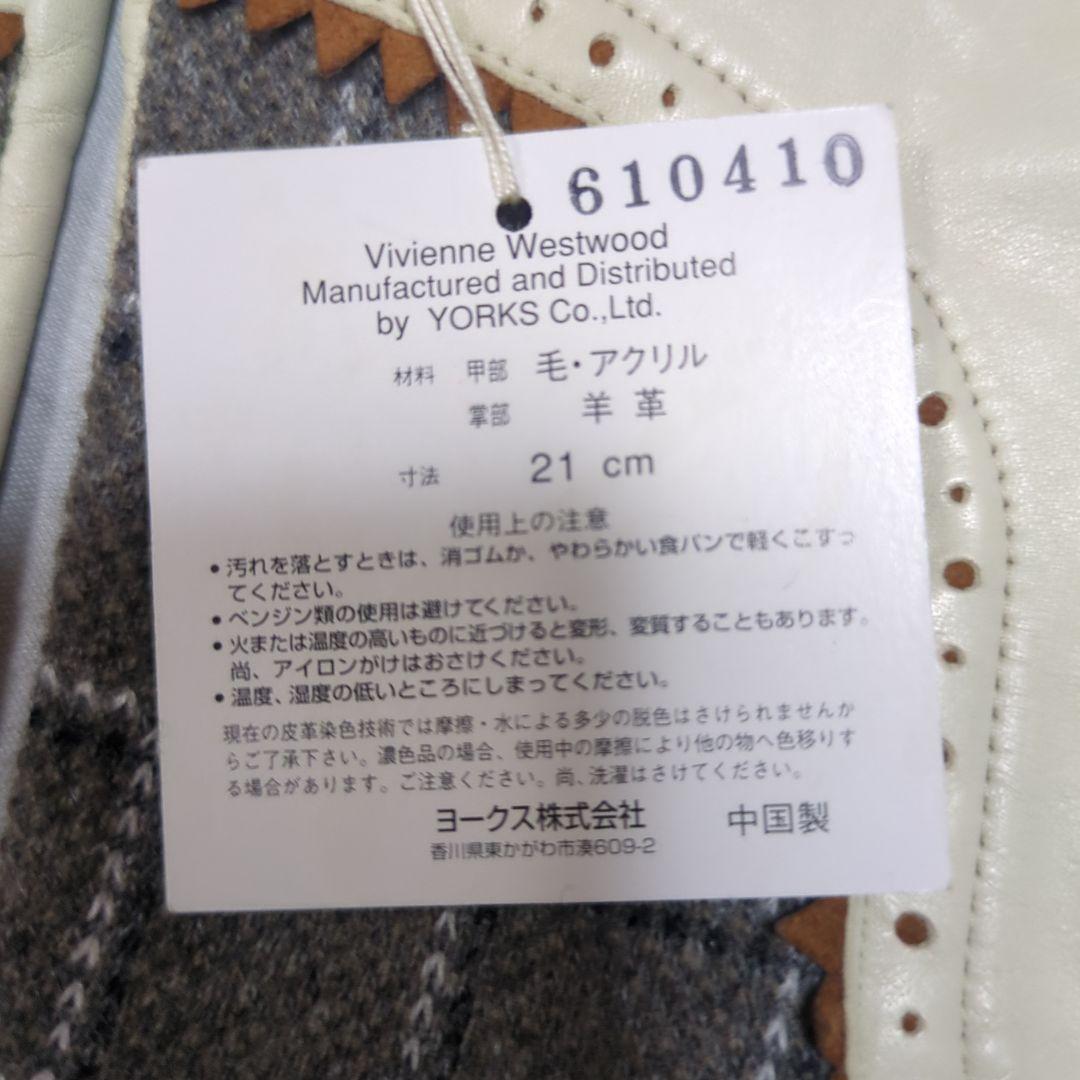 610410
Vivienne Westwood
Manufactured and Distributed
by YORKS Co.,Ltd.
材料 甲部 毛・アクリル
掌部 羊革
寸法 21 cm
使用上の注意
•汚れを落とすときは、消ゴムか、やわらかい食パンで軽くこすっ
てください。
•ベンジン類の使用は避けてください。
•火または温度の高いものに近づけると変形、変質することもあります。
尚、アイロンがけはおさけください。
•温度、湿度の低いところにしまってください。
現在の皮革染色技術では摩擦・水による多少の脱色はさけられませんか
らご了承下さい。濃色品の場合、使用中の摩擦により他の物へ色移りす
る場合があります。ご注意ください。尚、洗濯はさけてください。
ヨークス株式会社 中国製
香川県東かがわ市湊609-2